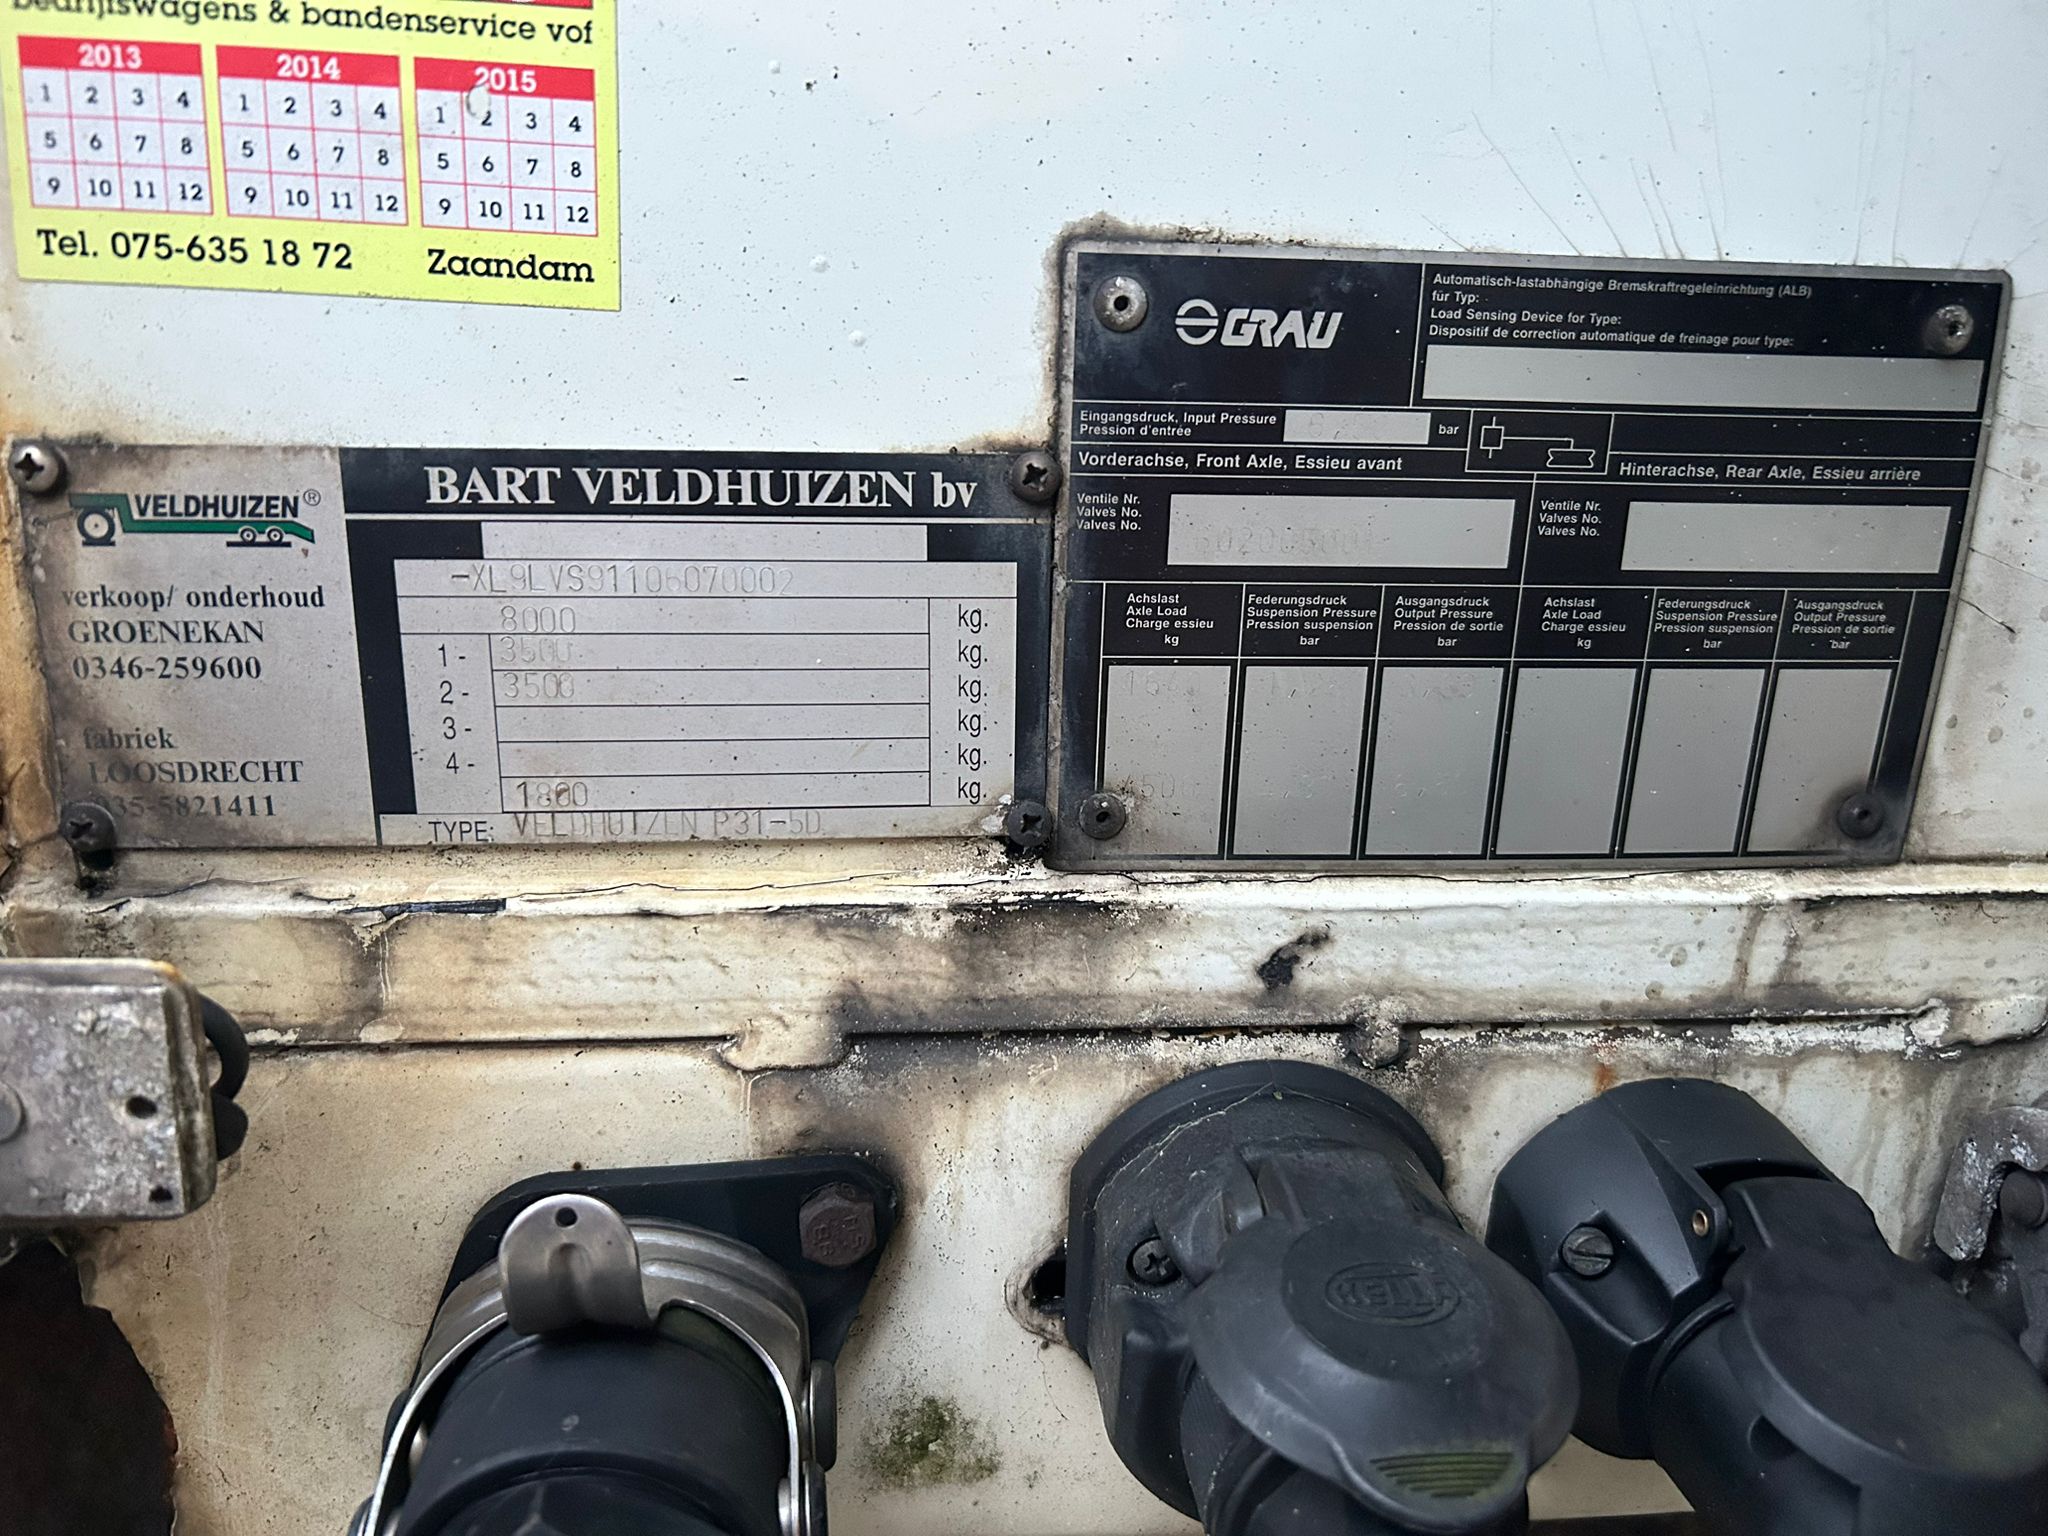 bedrijfswagens & bandenservice vof
2013 2014 2015
1 2 3 4 1 2 3 4 1 2 3 4
5 6 7 8 5 6 7 8 5 6 7 8
9 10 11 12 9 10 11 12 9 10 11 12
Tel. 075-635 18 72 Zaandam
VELDHUIZEN®
verkoop/ onderhoud
GROENEKAN
0346-259600
fabriek
LOOSDRECHT
035-5821411
BART VELDHUIZEN bv
-XL9LVS91106070002
8000 kg.
1- 3500 kg.
2- 3500 kg.
3- kg.
4- kg.
1800 kg.
TYPE: VELDHUIZEN P31-5D
GRAU
Automatisch-lastabhängige Bremskraftregeleinrichtung (ALB)
für Typ:
Load Sensing Device for Type:
Dispositif de correction automatique de freinage pour type:
Eingangsdruck, Input Pressure
Pression d'entrée
bar
Vorderachse, Front Axle, Essieu avant
Hinterachse, Rear Axle, Essieu arrière
Ventile Nr.
Valves No.
Valves No.
Ventile Nr.
Valves No.
Valves No.
Achslast
Axle Load
Charge essieu
kg
Federungsdruck
Suspension Pressure
Pression suspension
bar
Ausgangsdruck
Output Pressure
Pression de sortie
bar
Achslast
Axle Load
Charge essieu
kg
Federungsdruck
Suspension Pressure
Pression suspension
bar
Ausgangsdruck
Output Pressure
Pression de sortie
bar
HELLA